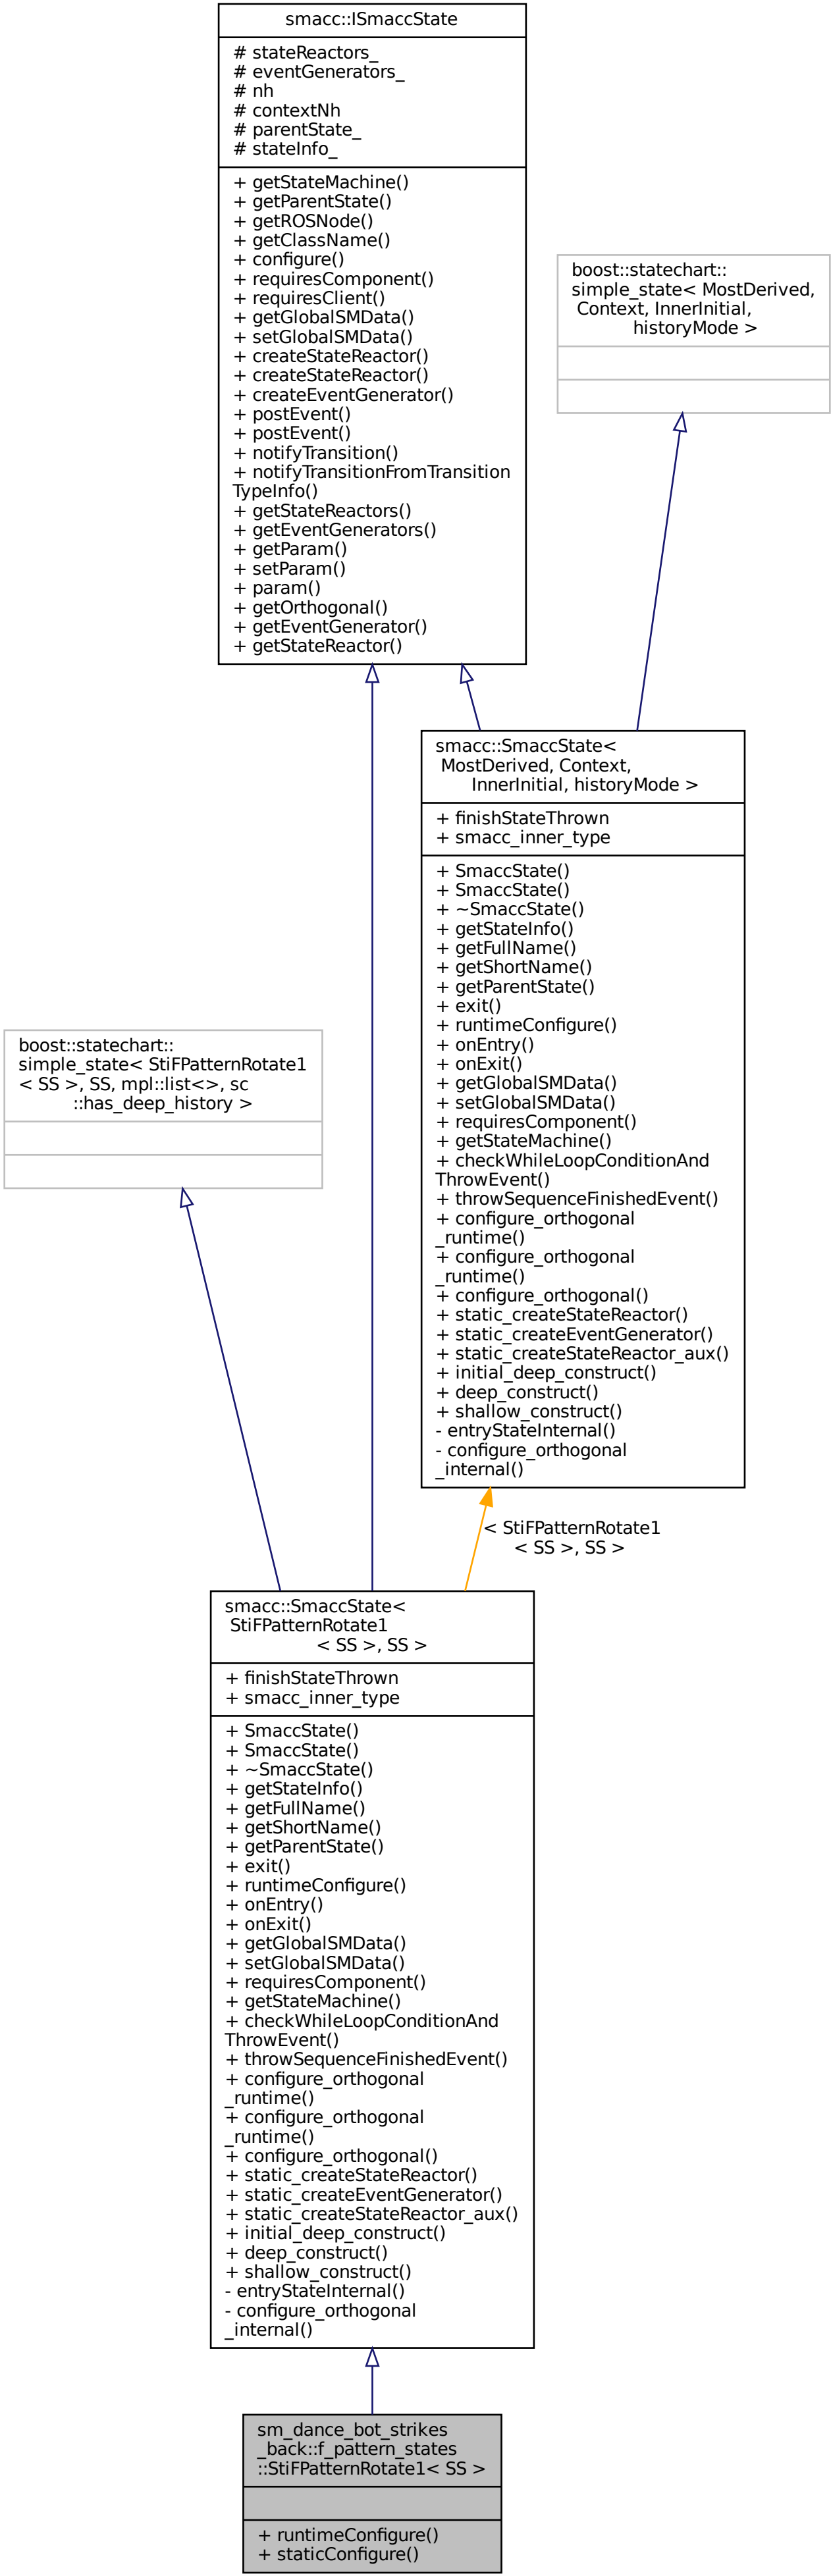 smacc::ISmaccState
# stateReactors_
# eventGenerators_
# nh
# contextNh
# parentState_
# stateInfo_
+ getStateMachine()
+ getParentState()
+ getROSNode()
+ getClassName()
+ configure()
+ requiresComponent()
+ requiresClient()
+ getGlobalSMData()
+ setGlobalSMData()
+ createStateReactor()
+ createStateReactor()
+ createEventGenerator()
+ postEvent()
+ postEvent()
+ notifyTransition()
+ notifyTransitionFromTransition
TypeInfo()
+ getStateReactors()
+ getEventGenerators()
+ getParam()
+ setParam()
+ param()
+ getOrthogonal()
+ getEventGenerator()
+ getStateReactor()
boost::statechart::
simple_state< MostDerived,
Context, InnerInitial,
historyMode >
smacc::SmaccState<
MostDerived, Context,
InnerInitial, historyMode >
+ finishStateThrown
+ smacc_inner_type
+ SmaccState()
+ SmaccState()
+ ~SmaccState()
+ getStateInfo()
+ getFullName()
+ getShortName()
+ getParentState()
+ exit()
+ runtimeConfigure()
+ onEntry()
+ onExit()
+ getGlobalSMData()
+ setGlobalSMData()
+ requiresComponent()
+ getStateMachine()
+ checkWhileLoopConditionAnd
ThrowEvent()
+ throwSequenceFinishedEvent()
+ configure_orthogonal
_runtime()
+ configure_orthogonal
_runtime()
+ configure_orthogonal()
+ static_createStateReactor()
+ static_createEventGenerator()
+ static_createStateReactor_aux()
+ initial_deep_construct()
+ deep_construct()
+ shallow_construct()
- entryStateInternal()
- configure_orthogonal
_internal()
boost::statechart::
simple_state< StiFPatternRotate1
< SS >, SS, mpl::list<>, sc
::has_deep_history >
< StiFPatternRotate1
< SS >, SS >
smacc::SmaccState<
StiFPatternRotate1
< SS >, SS >
+ finishStateThrown
+ smacc_inner_type
+ SmaccState()
+ SmaccState()
+ ~SmaccState()
+ getStateInfo()
+ getFullName()
+ getShortName()
+ getParentState()
+ exit()
+ runtimeConfigure()
+ onEntry()
+ onExit()
+ getGlobalSMData()
+ setGlobalSMData()
+ requiresComponent()
+ getStateMachine()
+ checkWhileLoopConditionAnd
ThrowEvent()
+ throwSequenceFinishedEvent()
+ configure_orthogonal
_runtime()
+ configure_orthogonal
_runtime()
+ configure_orthogonal()
+ static_createStateReactor()
+ static_createEventGenerator()
+ static_createStateReactor_aux()
+ initial_deep_construct()
+ deep_construct()
+ shallow_construct()
- entryStateInternal()
- configure_orthogonal
_internal()
sm_dance_bot_strikes
_back::f_pattern_states
::StiFPatternRotate1< SS >
+ runtimeConfigure()
+ staticConfigure()